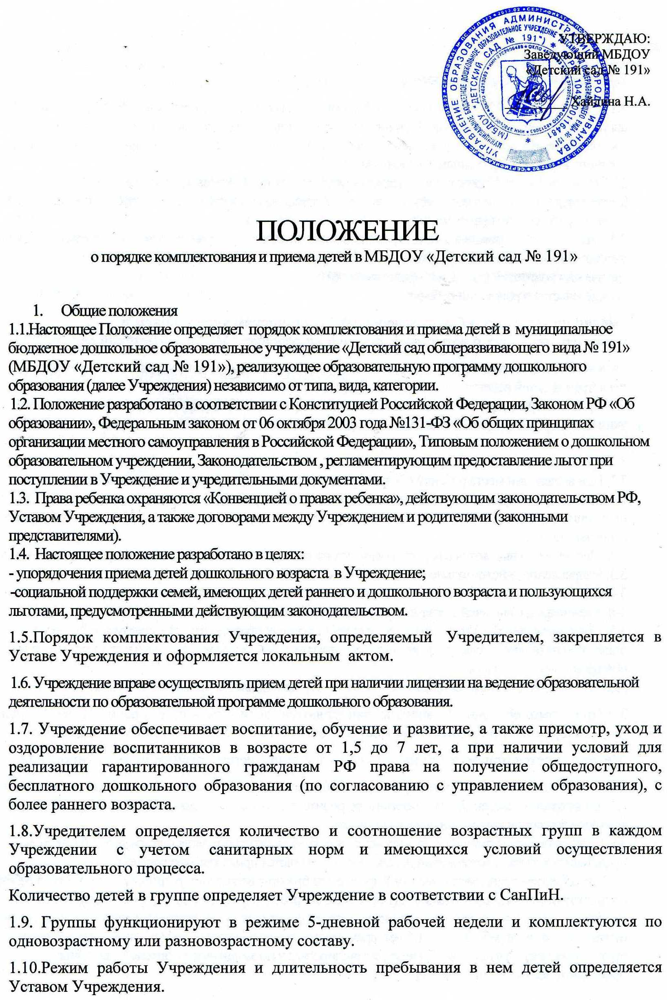 УТВЕРЖДАЮ:
Заведующий МБДОУ
«Детский сад № 191»
Хайдина Н.А.
УПРАВЛЕНИЕ ОБРАЗОВАНИЯ АДМИНИСТРАЦИИ ГОРОДА ИВАНОВА
МУНИЦИПАЛЬНОЕ БЮДЖЕТНОЕ ДОШКОЛЬНОЕ ОБРАЗОВАТЕЛЬНОЕ УЧРЕЖДЕНИЕ
(МБДОУ "ДЕТСКИЙ САД № 191")
ПОЛОЖЕНИЕ
о порядке комплектования и приема детей в МБДОУ «Детский сад № 191»
1. Общие положения
1.1.Настоящее Положение определяет порядок комплектования и приема детей в муниципальное
бюджетное дошкольное образовательное учреждение «Детский сад общеразвивающего вида № 191»
(МБДОУ «Детский сад № 191»), реализующее образовательную программу дошкольного
образования (далее Учреждения) независимо от типа, вида, категории.
1.2. Положение разработано в соответствии с Конституцией Российской Федерации, Законом РФ «Об
образовании», Федеральным законом от 06 октября 2003 года №131-ФЗ «Об общих принципах
организации местного самоуправления в Российской Федерации», Типовым положением о дошкольном
образовательном учреждении, Законодательством , регламентирующим предоставление льгот при
поступлении в Учреждение и учредительными документами.
1.3. Права ребенка охраняются «Конвенцией о правах ребенка», действующим законодательством РФ,
Уставом Учреждения, а также договорами между Учреждением и родителями (законными
представителями).
1.4. Настоящее положение разработано в целях:
- упорядочения приема детей дошкольного возраста в Учреждение;
-социальной поддержки семей, имеющих детей раннего и дошкольного возраста и пользующихся
льготами, предусмотренными действующим законодательством.
1.5.Порядок комплектования Учреждения, определяемый Учредителем, закрепляется в
Уставе Учреждения и оформляется локальным актом.
1.6. Учреждение вправе осуществлять прием детей при наличии лицензии на ведение образовательной
деятельности по образовательной программе дошкольного образования.
1.7. Учреждение обеспечивает воспитание, обучение и развитие, а также присмотр, уход и
оздоровление воспитанников в возрасте от 1,5 до 7 лет, а при наличии условий для
реализации гарантированного гражданам РФ права на получение общедоступного,
бесплатного дошкольного образования (по согласованию с управлением образования), с
более раннего возраста.
1.8.Учредителем определяется количество и соотношение возрастных групп в каждом
Учреждении с учетом санитарных норм и имеющихся условий осуществления
образовательного процесса.
Количество детей в группе определяет Учреждение в соответствии с СанПиН.
1.9. Группы функционируют в режиме 5-дневной рабочей недели и комплектуются по
одновозрастному или разновозрастному составу.
1.10.Режим работы Учреждения и длительность пребывания в нем детей определяется
Уставом Учреждения.